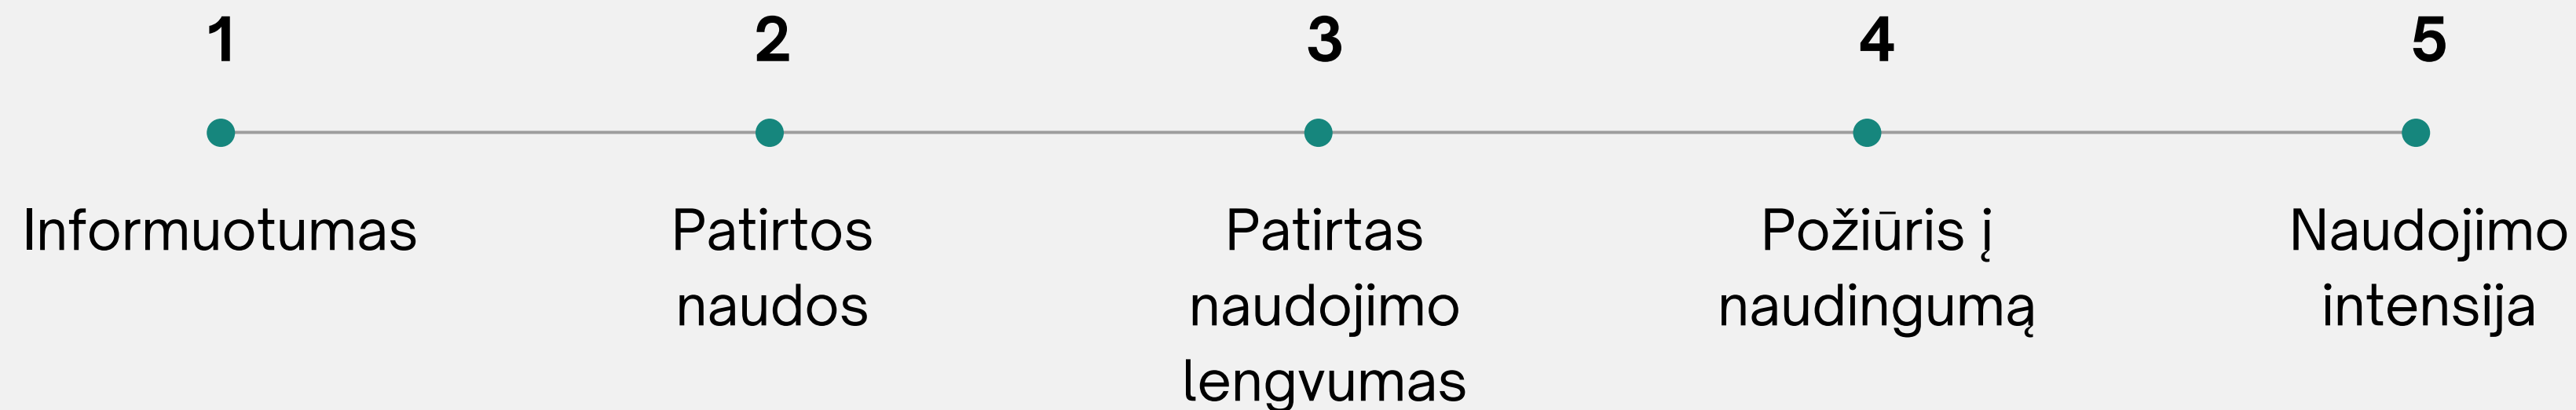 1
2
3
4
5
Informuotumas
Patirtos
naudos
Patirtas
naudojimo
lengvumas
Požiūris į
naudingumą
Naudojimo
intensija